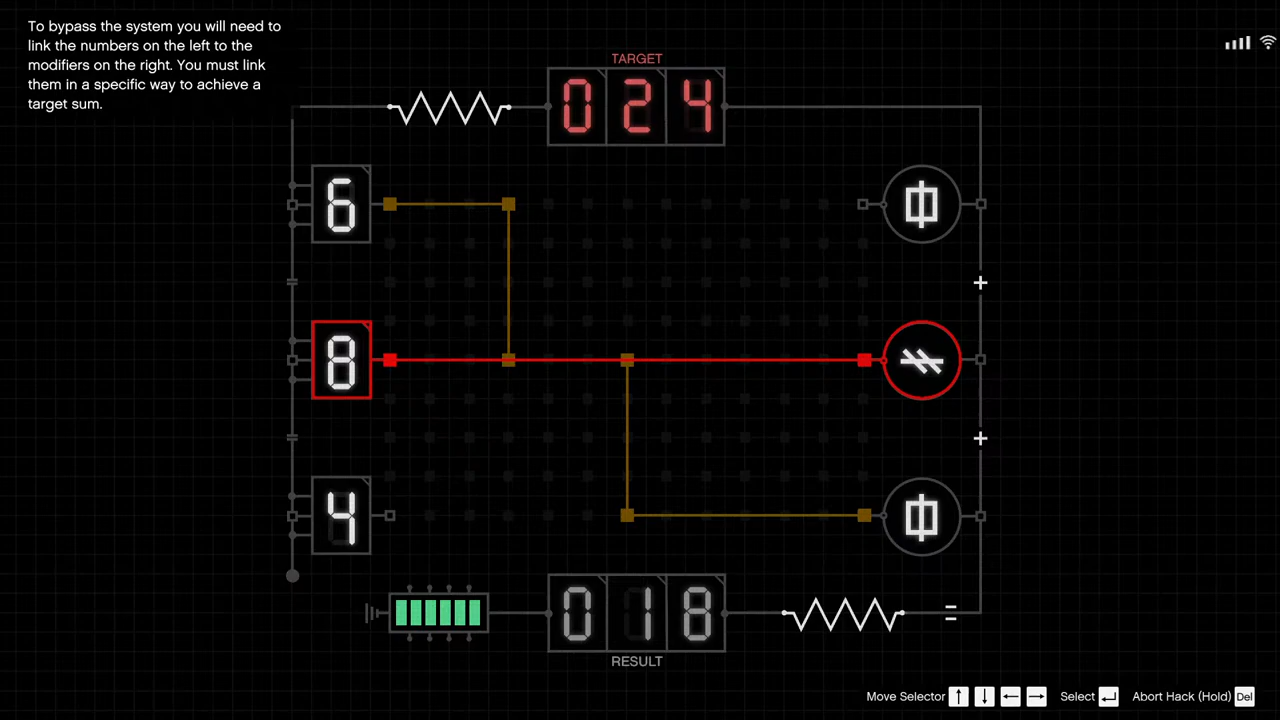 To bypass the system you will need to
link the numbers on the left to the
modifiers on the right. You must link
them in a specific way to achieve a
target sum.
TARGET
024
6
+
8
+
4
018
=
RESULT
Move Selector ↑ ↓ ← → Select ↵ Abort Hack (Hold) Del